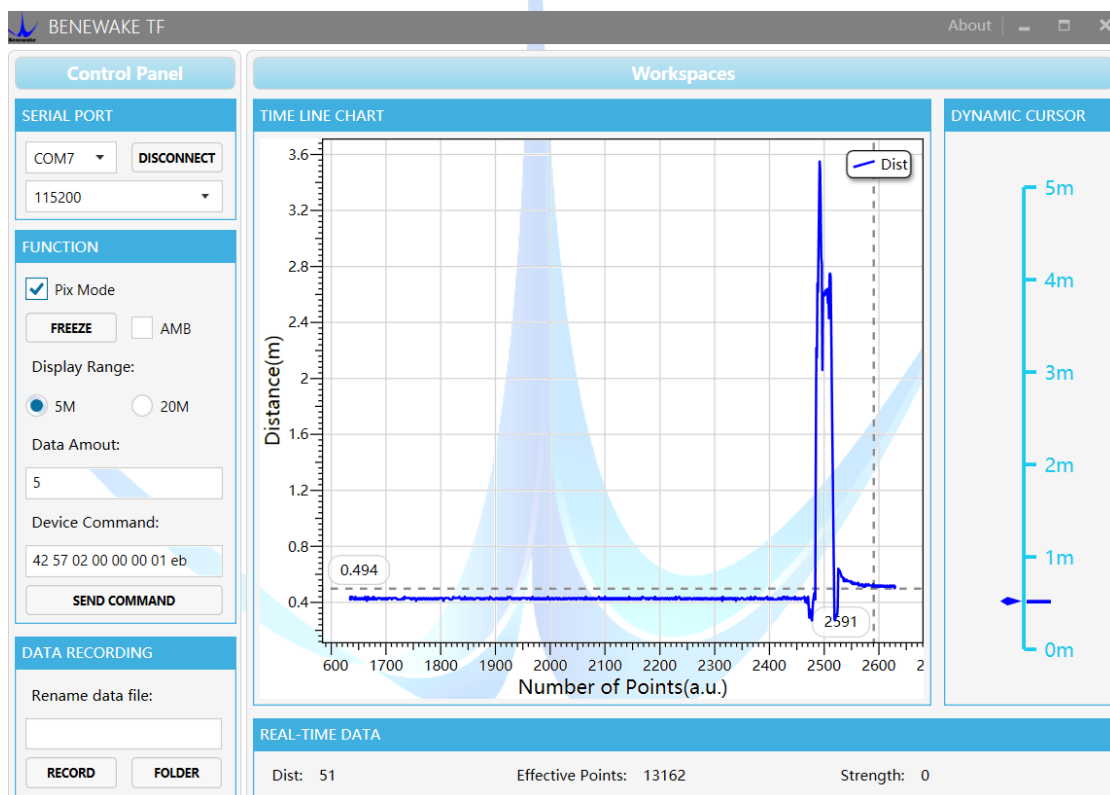 BENEWAKE TF
About
Benewake
Control Panel
Workspaces
SERIAL PORT
COM7
DISCONNECT
115200
FUNCTION
Pix Mode
FREEZE
AMB
Display Range:
5M
20M
Data Amout:
5
Device Command:
42 57 02 00 00 00 01 eb
SEND COMMAND
DATA RECORDING
Rename data file:
RECORD
FOLDER
TIME LINE CHART
Dist
Distance(m)
3.6
3.2
2.8
2.4
2
1.6
1.2
0.8
0.4
0.494
2591
600 1700 1800 1900 2000 2100 2200 2300 2400 2500 2600 2
Number of Points(a.u.)
DYNAMIC CURSOR
5m
4m
3m
2m
1m
0m
REAL-TIME DATA
Dist: 51
Effective Points: 13162
Strength: 0